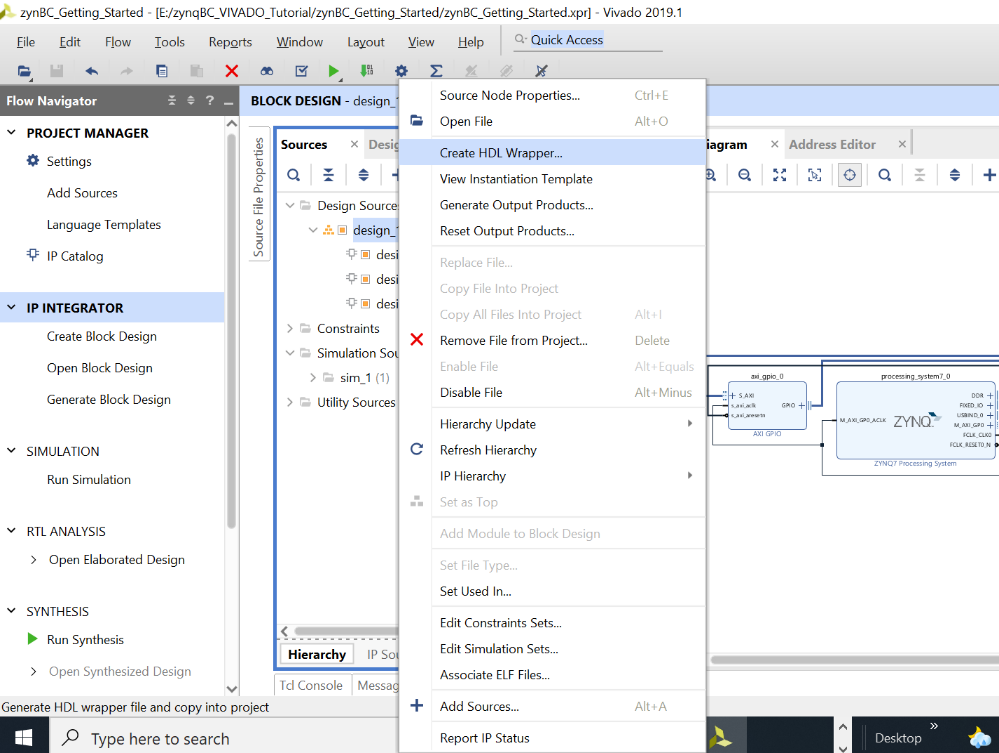 zynBC_Getting_Started - [E:/zynqBC_VIVADO_Tutorial/zynBC_Getting_Started/zynBC_Getting_Started.xpr] - Vivado 2019.1
File Edit Flow Tools Reports Window Layout View Help Quick Access
Flow Navigator
PROJECT MANAGER
Settings
Add Sources
Language Templates
IP Catalog
IP INTEGRATOR
Create Block Design
Open Block Design
Generate Block Design
SIMULATION
Run Simulation
RTL ANALYSIS
Open Elaborated Design
SYNTHESIS
Run Synthesis
Open Synthesized Design
BLOCK DESIGN - design_1
Source File Properties
Sources
Desig
Design Source
design_1
desi
desi
desi
Constraints
Simulation Sou
sim_1 (1)
Utility Sources
Hierarchy
IP Sou
Tcl Console
Messag
Source Node Properties... Ctrl+E
Open File Alt+O
Create HDL Wrapper...
View Instantiation Template
Generate Output Products...
Reset Output Products...
Replace File...
Copy File Into Project
Copy All Files Into Project Alt+I
Remove File from Project... Delete
Enable File Alt+Equals
Disable File Alt+Minus
Hierarchy Update
Refresh Hierarchy
IP Hierarchy
Set as Top
Add Module to Block Design
Set File Type...
Set Used In...
Edit Constraints Sets...
Edit Simulation Sets...
Associate ELF Files...
Add Sources... Alt+A
Report IP Status
iagram
Address Editor
axi_gpio_0
S_AXI
s_axi_aclk
s_axi_aresetn
GPIO
AXI GPIO
processing_system7_0
M_AXI_GP0_ACLK
ZYNQ
DDR
FIXED_IO
USBIND_0
M_AXI_GP0
FCLK_CLK0
FCLK_RESET0_N
ZYNQ7 Processing System
Generate HDL wrapper file and copy into project
Type here to search
Desktop